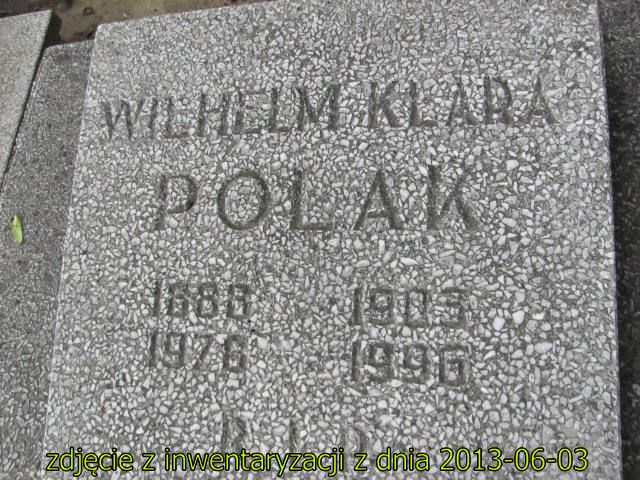 WILHELM KLARA
POLAK
1888 1903
1976 1996
R.I.P.
zdjęcie z inwentaryzacji z dnia 2013-06-03